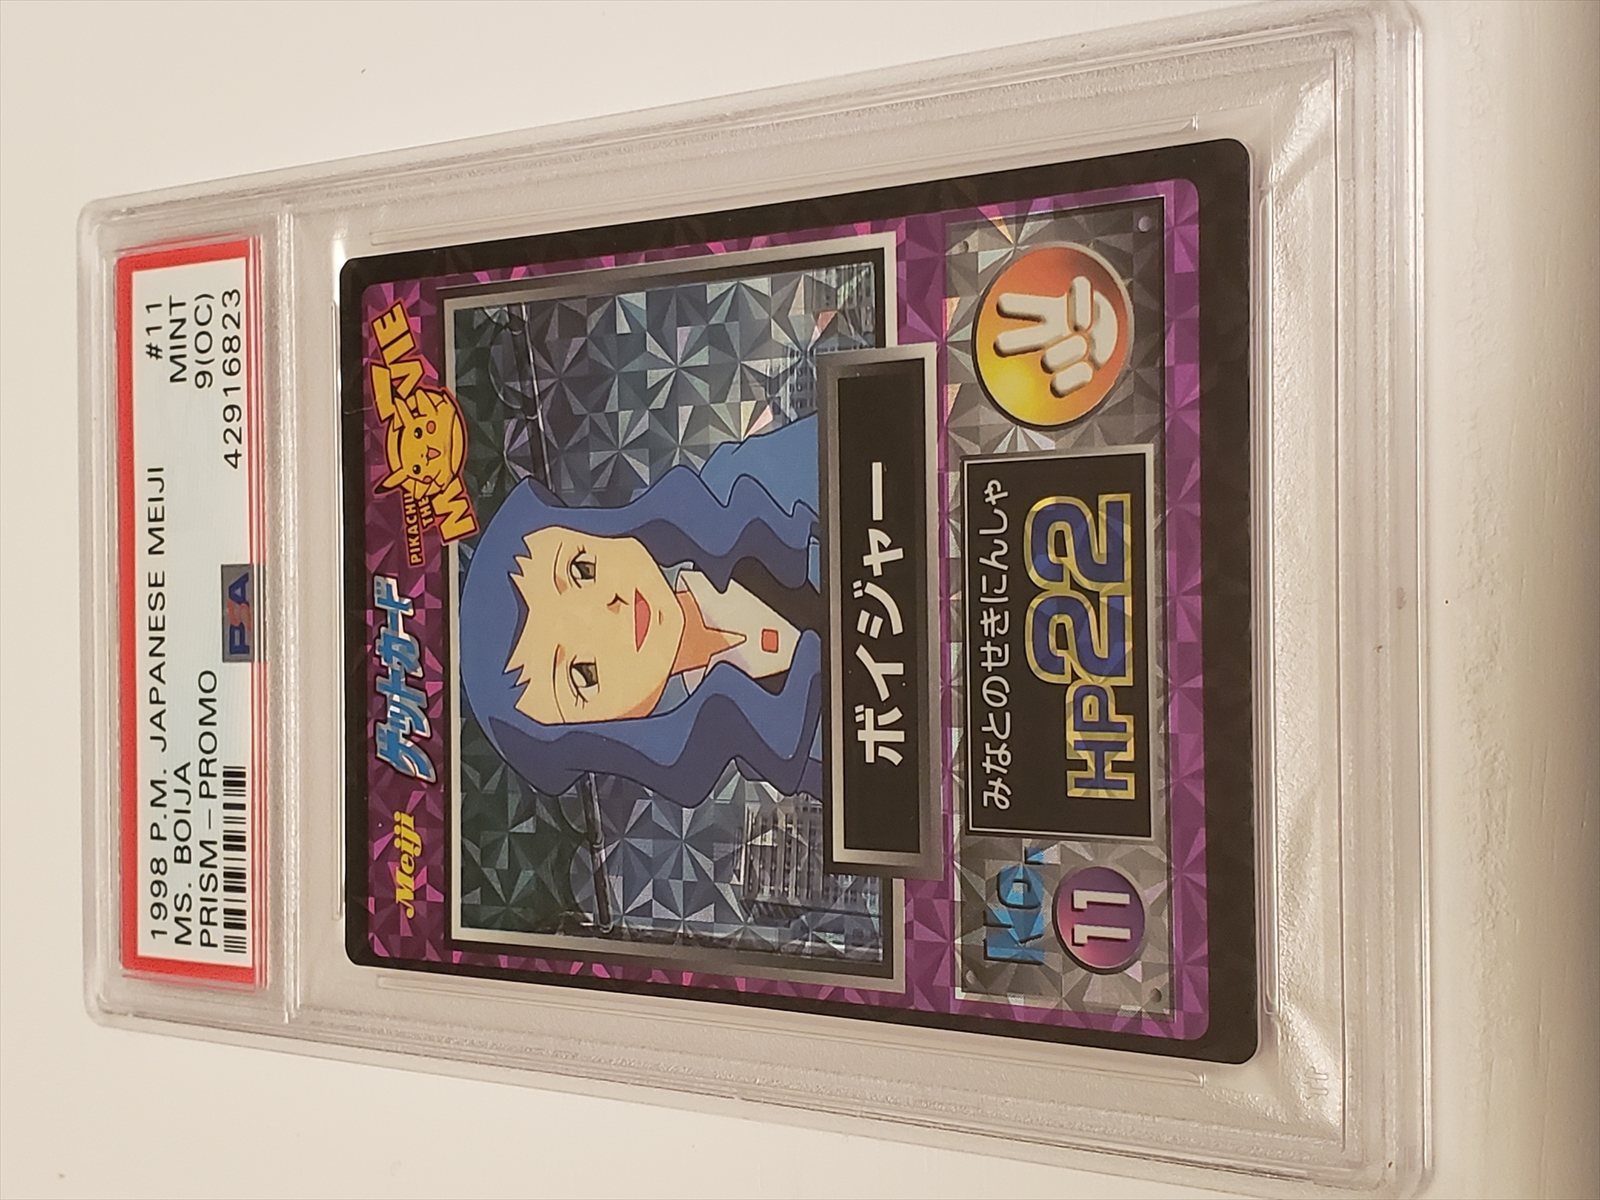 1998 P.M. JAPANESE MEIJI #11
MS. BOIJA MINT
PRISM-PROMO 9(OC)
42916823
PSA
Meiji ゲットカード
PIKACHU
THE
MOVIE
ボイジャー
みなとのせきにんしゃ
HP22
No.
11